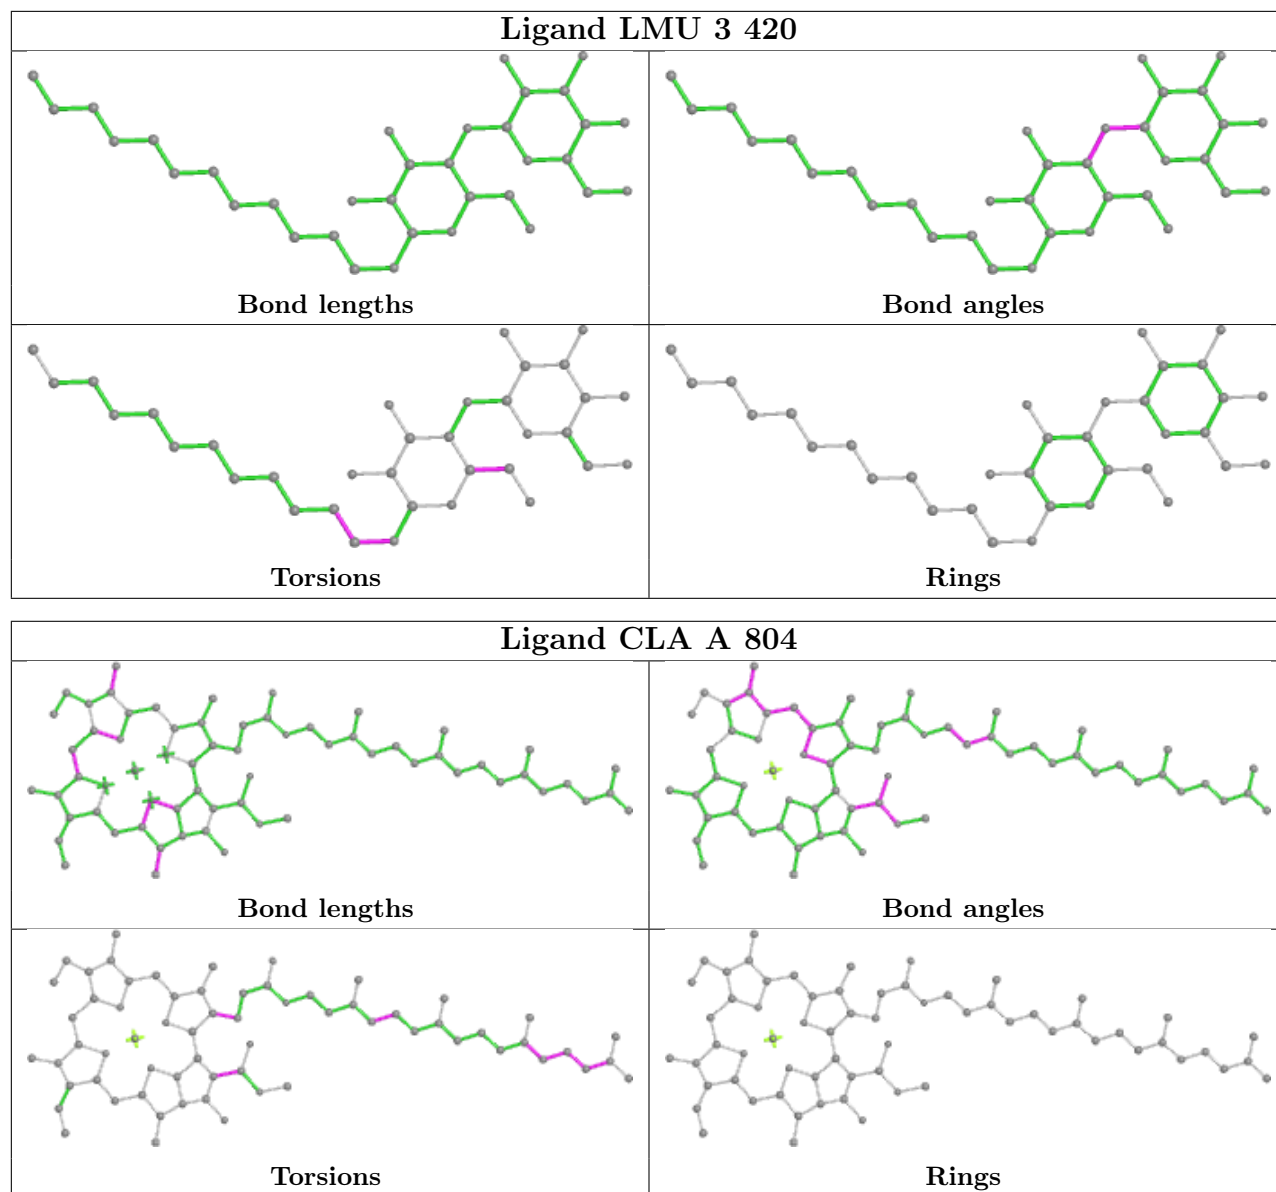 Ligand LMU 3 420
Bond lengths
Bond angles
Torsions
Rings
Ligand CLA A 804
Bond lengths
Bond angles
Torsions
Rings